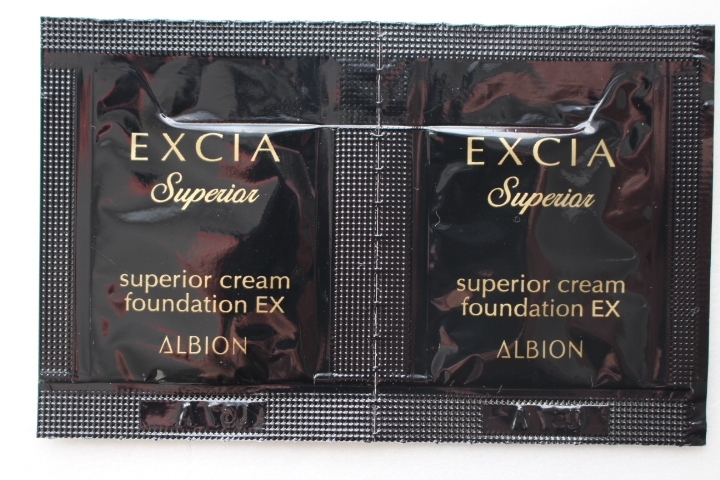 EXCIA
Superior
superior cream
foundation EX
ALBION
EXCIA
Superior
superior cream
foundation EX
ALBION